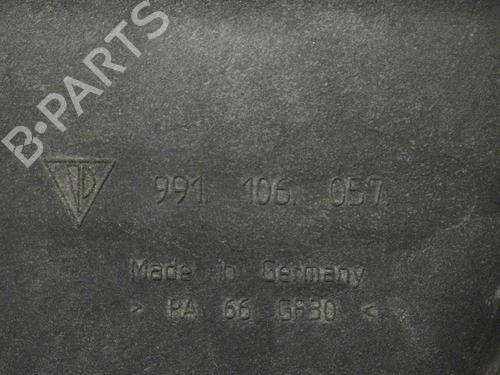 B-PARTS
991. 106. 057.
Made in Germany
> PA 66 GF30 <